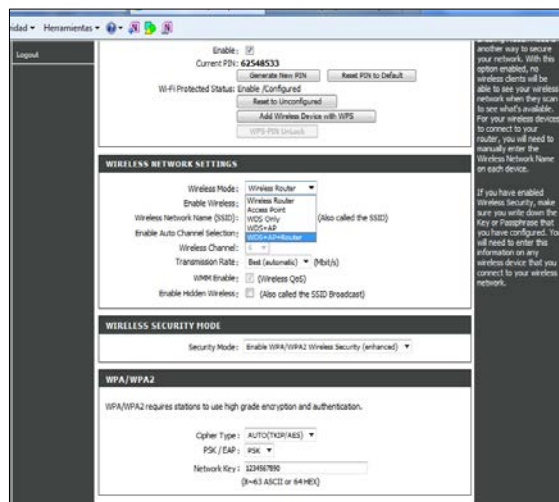 idad Herramientas
Logout
Enable :
Current PIN: 62548533
Generate New PIN Reset PIN to Default
Wi-Fi Protected Status: Enable /Configured
Reset to Unconfigured
Add Wireless Device with WPS
WPS-PIN UnLock
WIRELESS NETWORK SETTINGS
Wireless Mode : Wireless Router
Enable Wireless : Wireless Router
Access Point
Wireless Network Name (SSID) : WDS Only (Also called the SSID)
WDS+AP
Enable Auto Channel Selection : WDS+AP+Router
Wireless Channel : 6
Transmission Rate : Best (automatic) (Mbit/s)
WMM Enable : (Wireless QoS)
Enable Hidden Wireless : (Also called the SSID Broadcast)
WIRELESS SECURITY MODE
Security Mode : Enable WPA/WPA2 Wireless Security (enhanced)
WPA/WPA2
WPA/WPA2 requires stations to use high grade encryption and authentication.
Cipher Type : AUTO(TKIP/AES)
PSK / EAP : PSK
Network Key : 1234567890
(8~63 ASCII or 64 HEX)
another way to secure
your network. With this
option enabled, no
wireless clients will be
able to see your wireless
network when they scan
to see what's available.
For your wireless devices
to connect to your
router, you will need to
manually enter the
Wireless Network Name
on each device.
If you have enabled
Wireless Security, make
sure you write down the
Key or Passphrase that
you have configured. You
will need to enter this
information on any
wireless device that you
connect to your wireless
network.